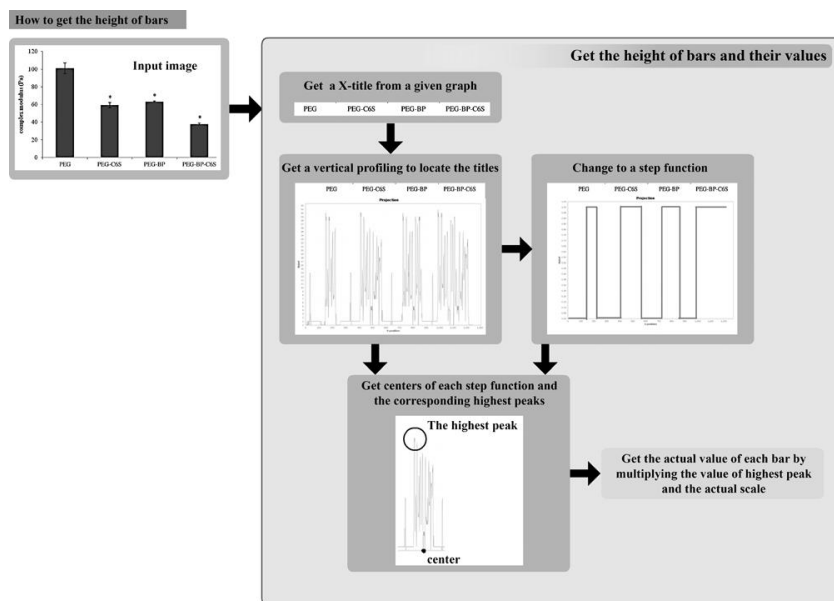 How to get the height of bars
Input image
complex modulus (Pa)
120
100
80
60
40
20
0
*
*
*
PEG PEG-C6S PEG-BP PEG-BP-C6S
Get the height of bars and their values
Get a X-title from a given graph
PEG PEG-C6S PEG-BP PEG-BP-C6S
Get a vertical profiling to locate the titles
PEG PEG-C6S PEG-BP PEG-BP-C6S
Projection
Change to a step function
PEG PEG-C6S PEG-BP PEG-BP-C6S
Projection
Get centers of each step function and
the corresponding highest peaks
The highest peak
center
Get the actual value of each bar by
multiplying the value of highest peak
and the actual scale